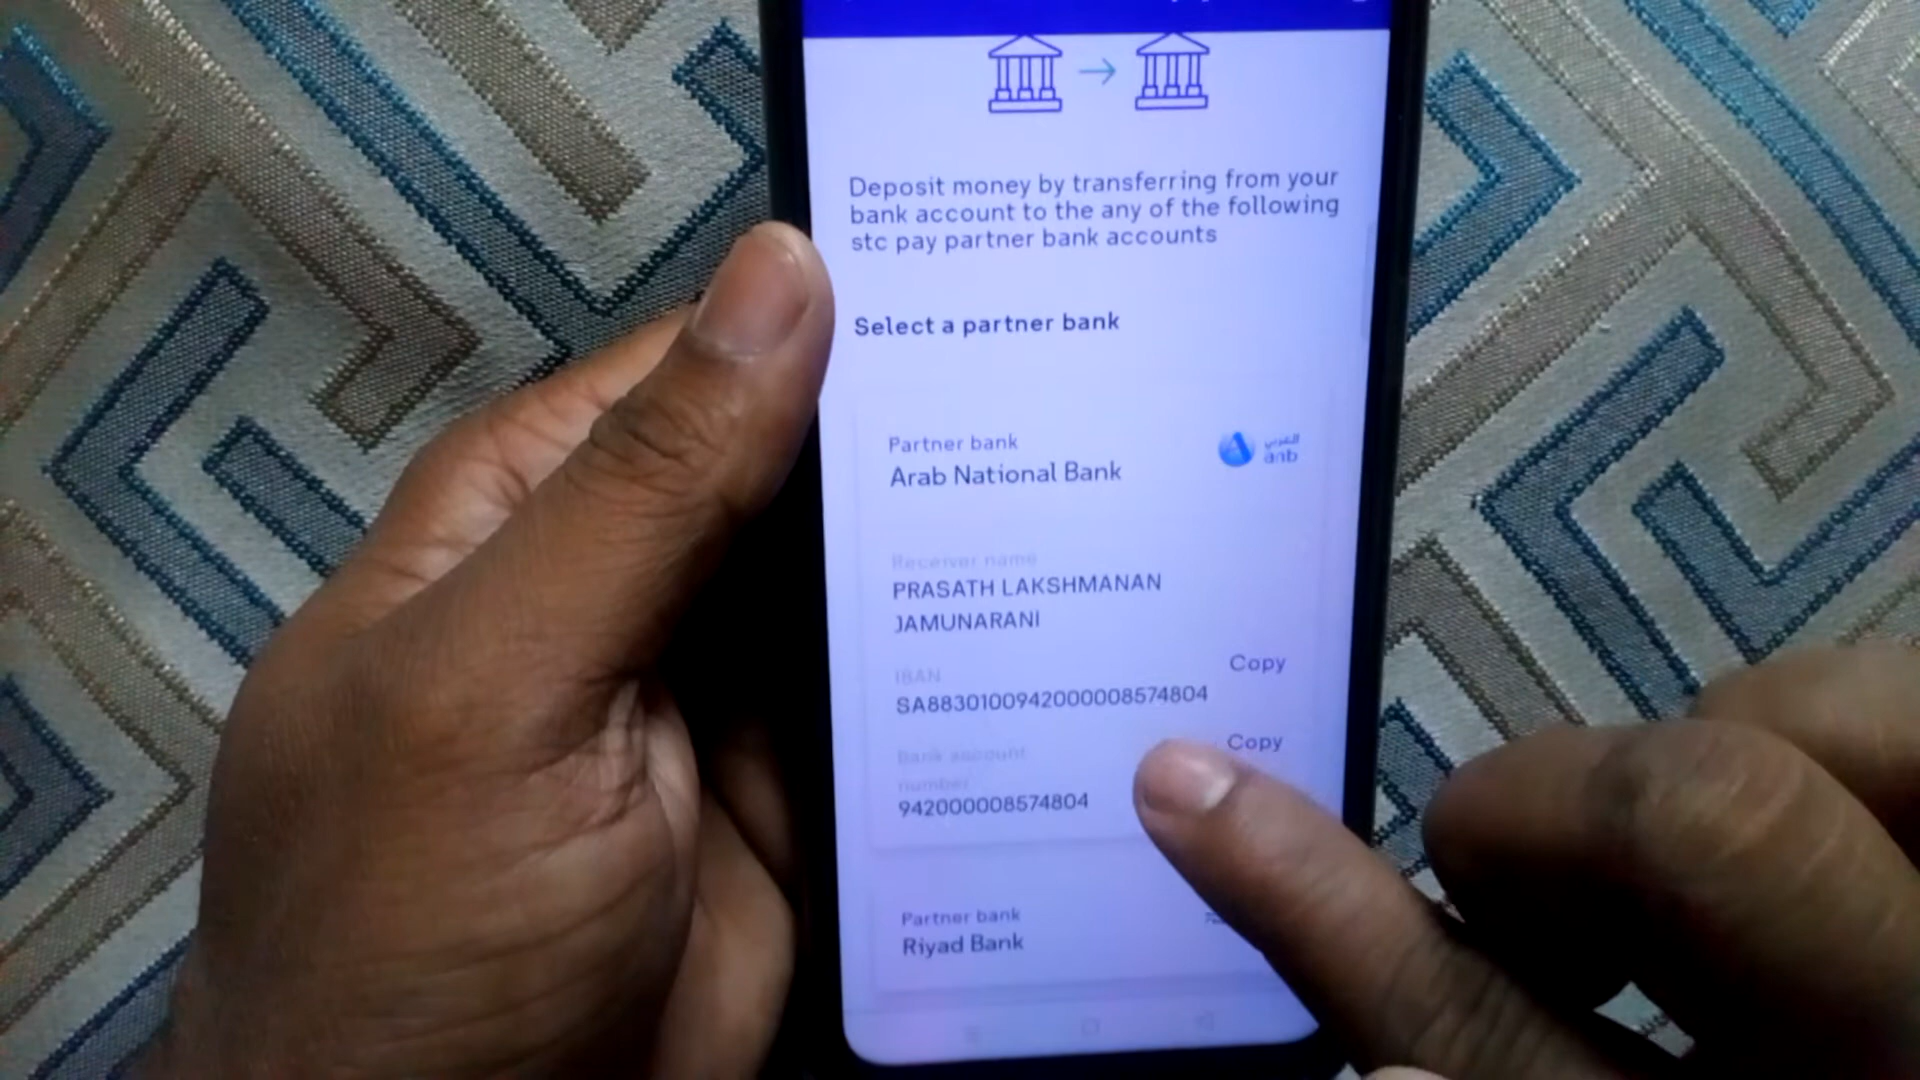 Deposit money by transferring from your
bank account to the any of the following
stc pay partner bank accounts
Select a partner bank
Partner bank
Arab National Bank
العربي
anb
Receiver name
PRASATH LAKSHMANAN
JAMUNARANI
Copy
IBAN
SA8830100942000008574804
Copy
Bank account
number
942000008574804
Partner bank
Riyad Bank